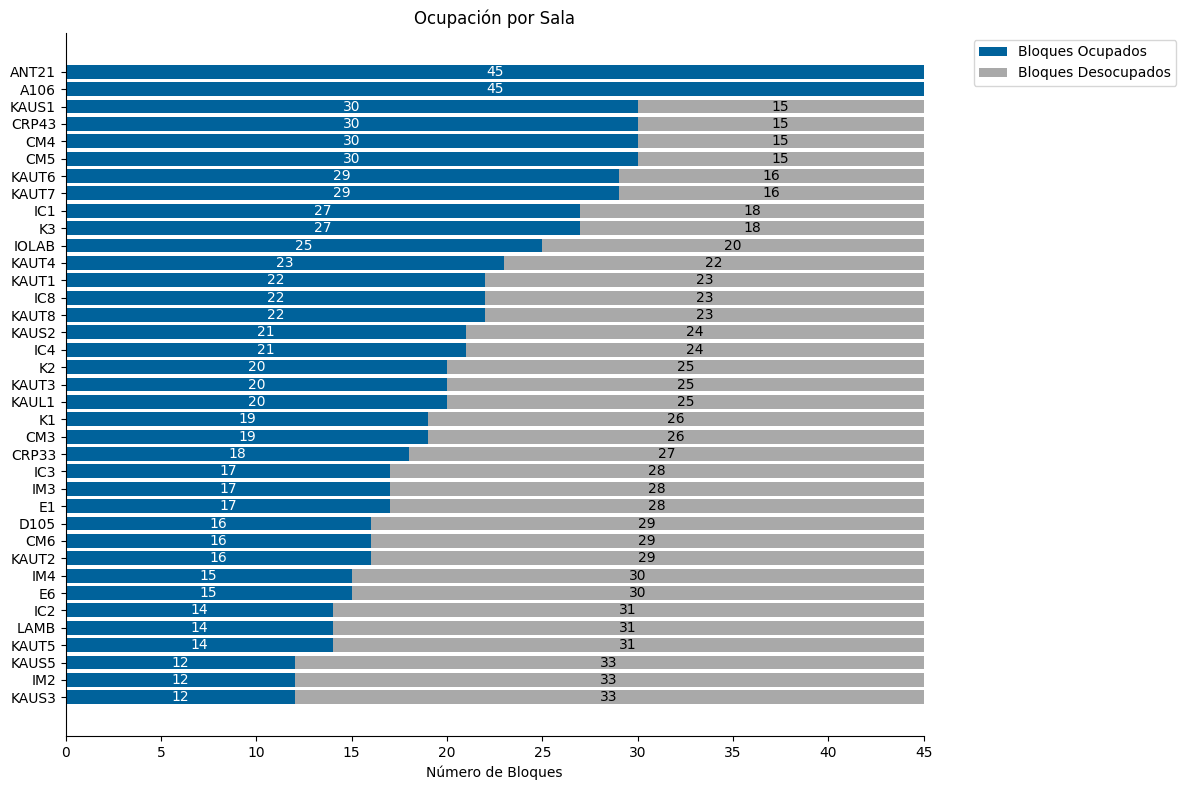 Ocupación por Sala
Bloques Ocupados
Bloques Desocupados
ANT21 45
A106 45
KAUS1 30 15
CRP43 30 15
CM4 30 15
CM5 30 15
KAUT6 29 16
KAUT7 29 16
IC1 27 18
K3 27 18
IOLAB 25 20
KAUT4 23 22
KAUT1 22 23
IC8 22 23
KAUT8 22 23
KAUS2 21 24
IC4 21 24
K2 20 25
KAUT3 20 25
KAUL1 20 25
K1 19 26
CM3 19 26
CRP33 18 27
IC3 17 28
IM3 17 28
E1 17 28
D105 16 29
CM6 16 29
KAUT2 16 29
IM4 15 30
E6 15 30
IC2 14 31
LAMB 14 31
KAUT5 14 31
KAUS5 12 33
IM2 12 33
KAUS3 12 33
0 5 10 15 20 25 30 35 40 45
Número de Bloques